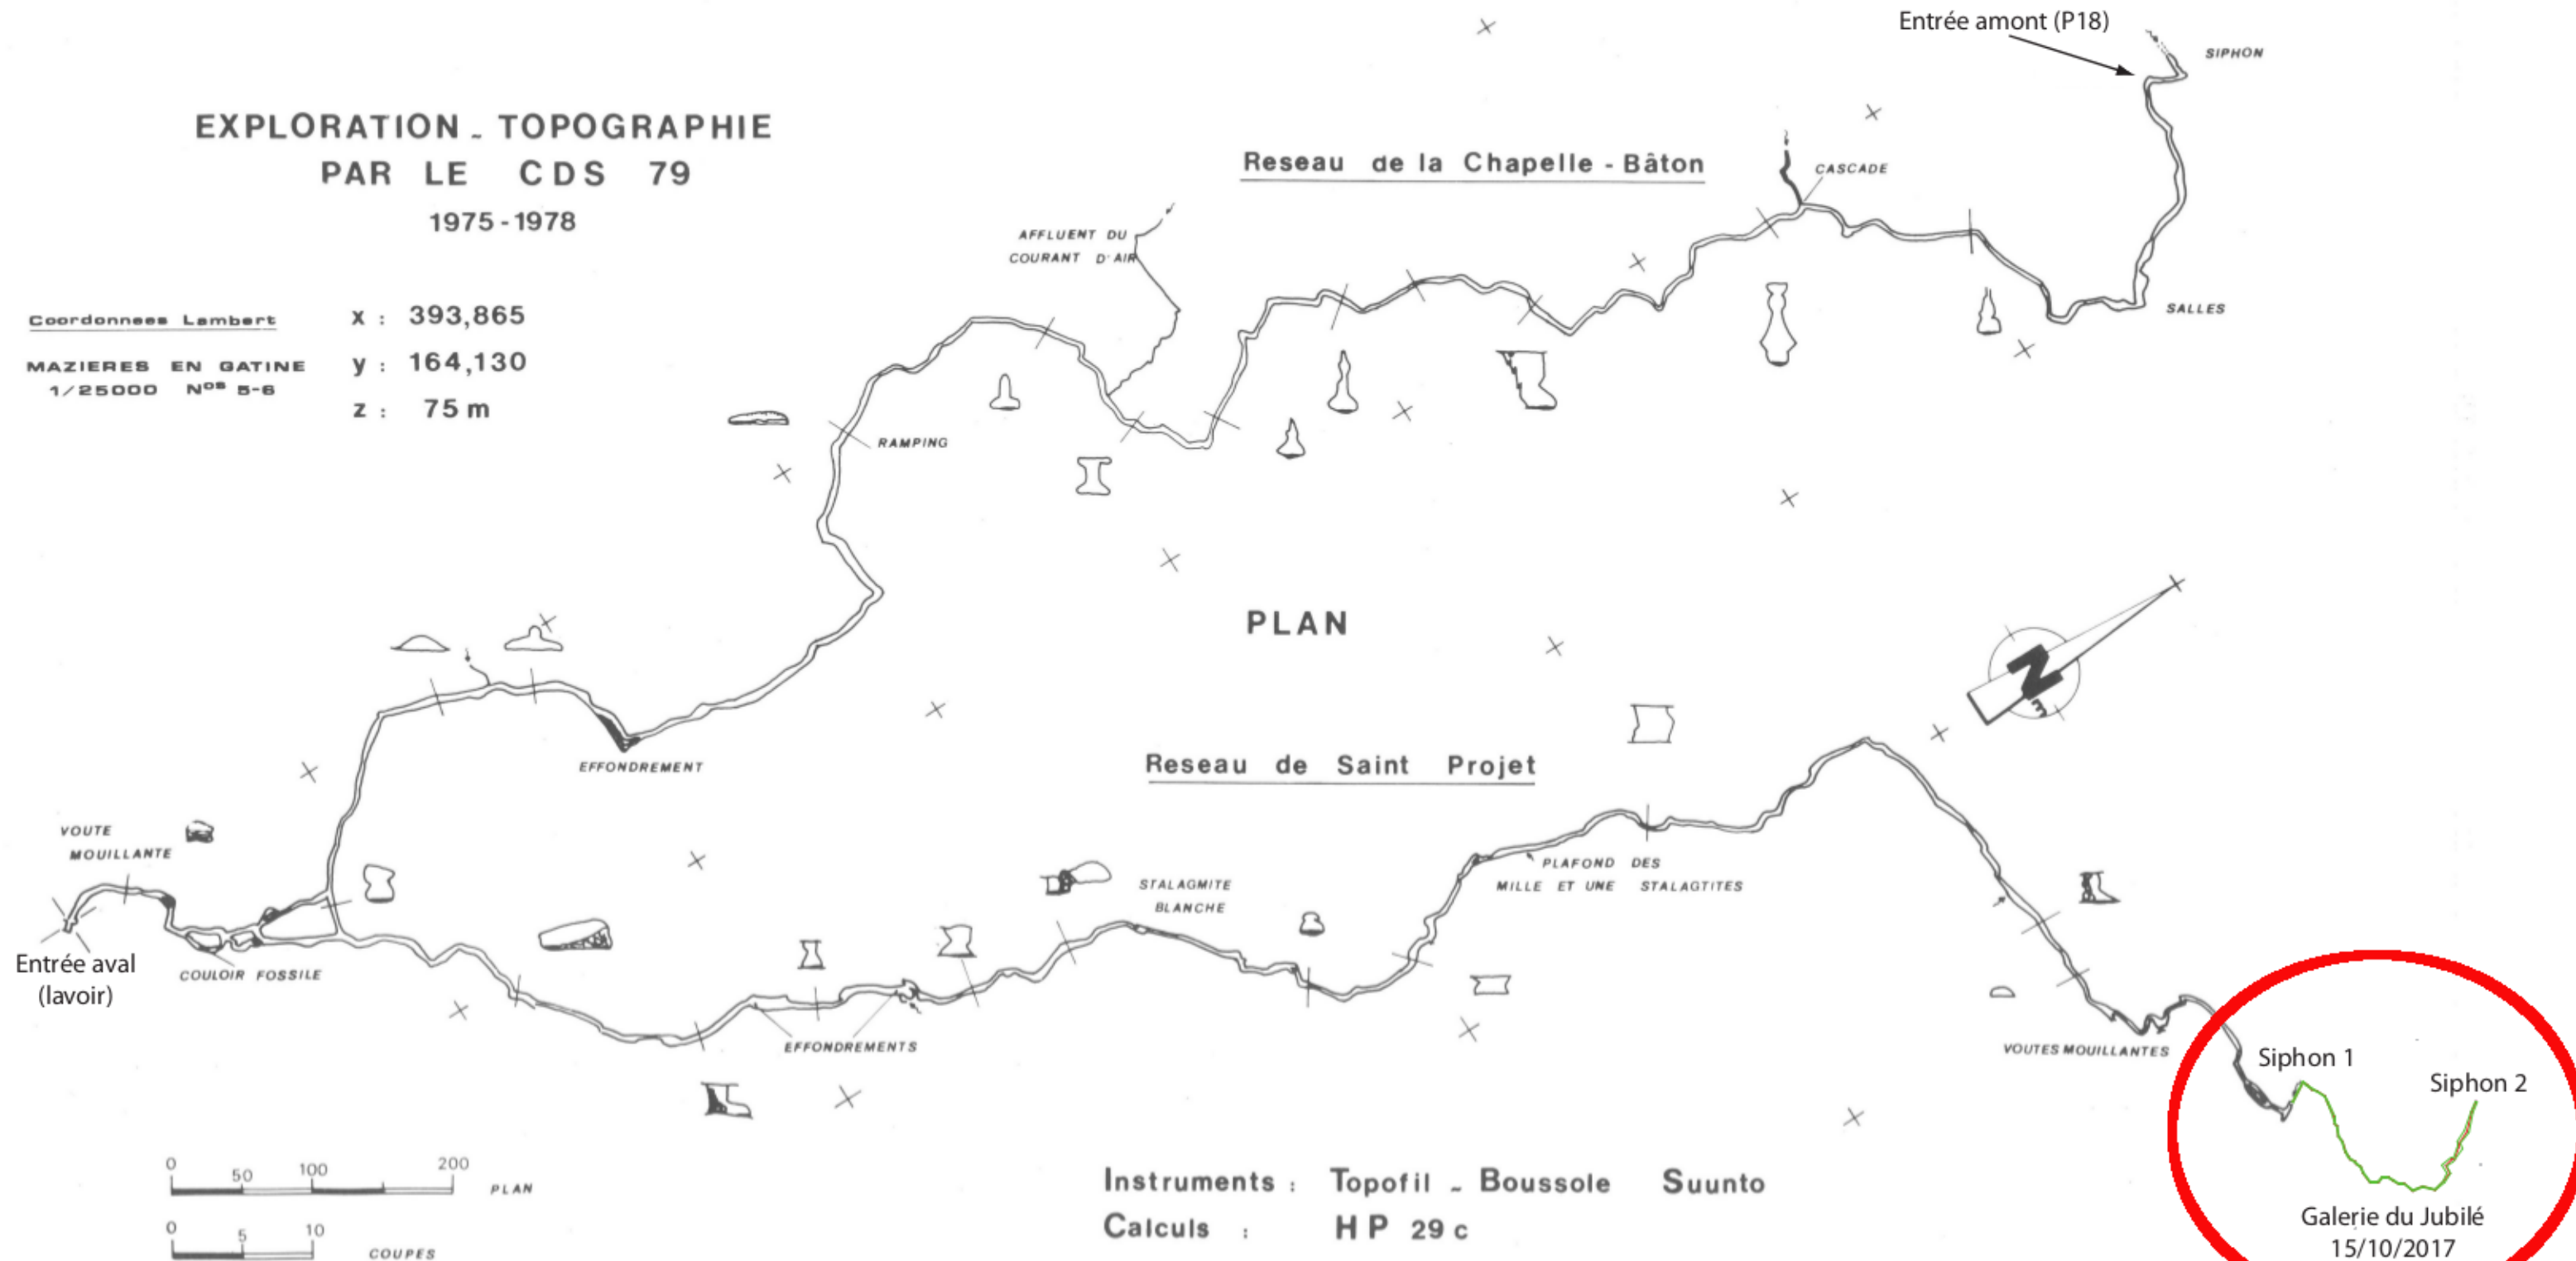 Entrée amont (P18)
SIPHON
EXPLORATION - TOPOGRAPHIE
PAR LE CDS 79
1975-1978
Reseau de la Chapelle - Bâton
CASCADE
AFFLUENT DU
COURANT D'AIR
Coordonnees Lambert
X : 393,865
MAZIERES EN GATINE
1/25000 Nos 5-6
y : 164,130
z : 75 m
SALLES
RAMPING
PLAN
N
E
EFFONDREMENT
Reseau de Saint Projet
VOUTE
MOUILLANTE
PLAFOND DES
MILLE ET UNE STALAGTITES
STALAGMITE
BLANCHE
Entrée aval
(lavoir)
COULOIR FOSSILE
EFFONDREMENTS
VOUTES MOUILLANTES
Siphon 1
Siphon 2
0 50 100 200
PLAN
0 5 10
COUPES
Instruments : Topofil - Boussole Suunto
Calculs : HP 29 c
Galerie du Jubilé
15/10/2017